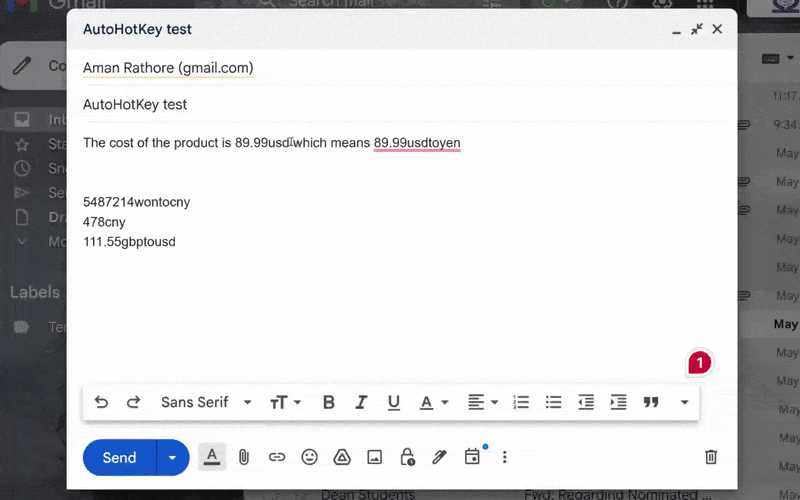 Gmail
Search mail
AutoHotKey test
Co
Aman Rathore (gmail.com)
AutoHotKey test
11:17
Inb
9:34
Sta
The cost of the product is 89.99usd which means 89.99usdtoyen
May
Sno
May
Se
5487214wontocny
May
Dra
478cny
May
Mo
111.55gbptousd
May
May
Labels
May
Te
May
May
1
May
Sans Serif
May
Send
May
May
Dean Students
Fwd: Regarding Nominated ...
May